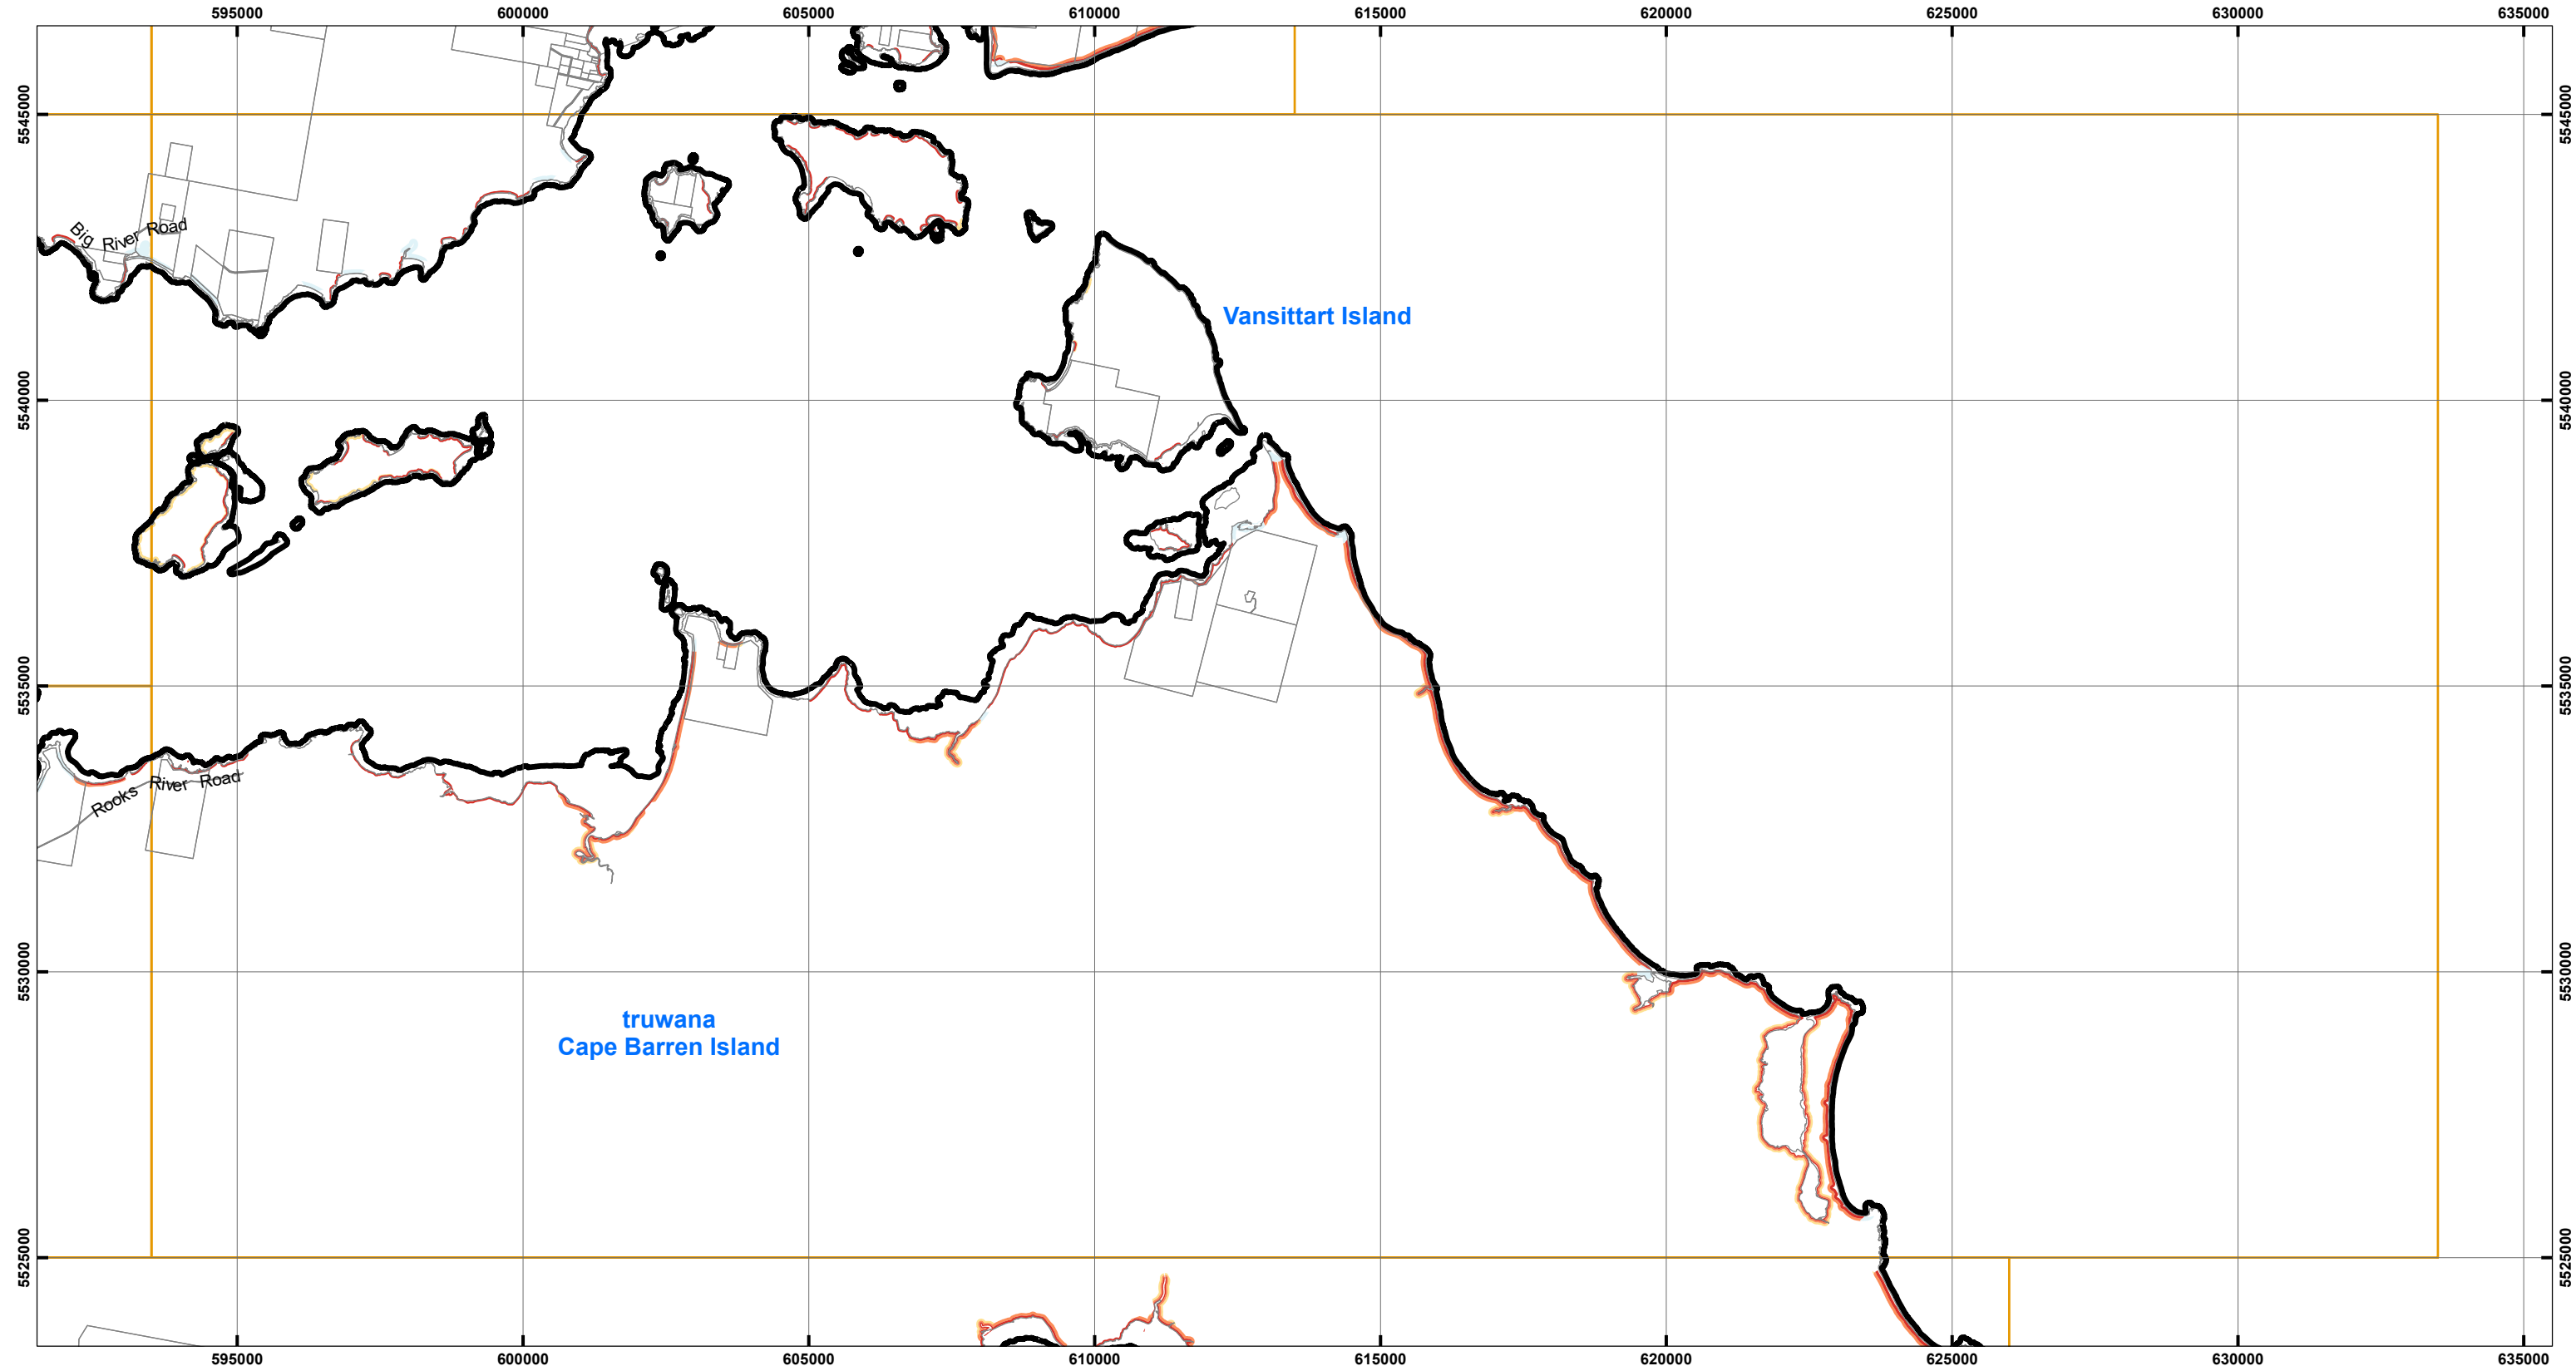 595000 600000 605000 610000 615000 620000 625000 630000 635000
5545000 5545000
Big River Road
Vansittart Island
5540000 5540000
5535000 5535000
Rooks River Road
5530000 5530000
truwana
Cape Barren Island
5525000 5525000
595000 600000 605000 610000 615000 620000 625000 630000 635000